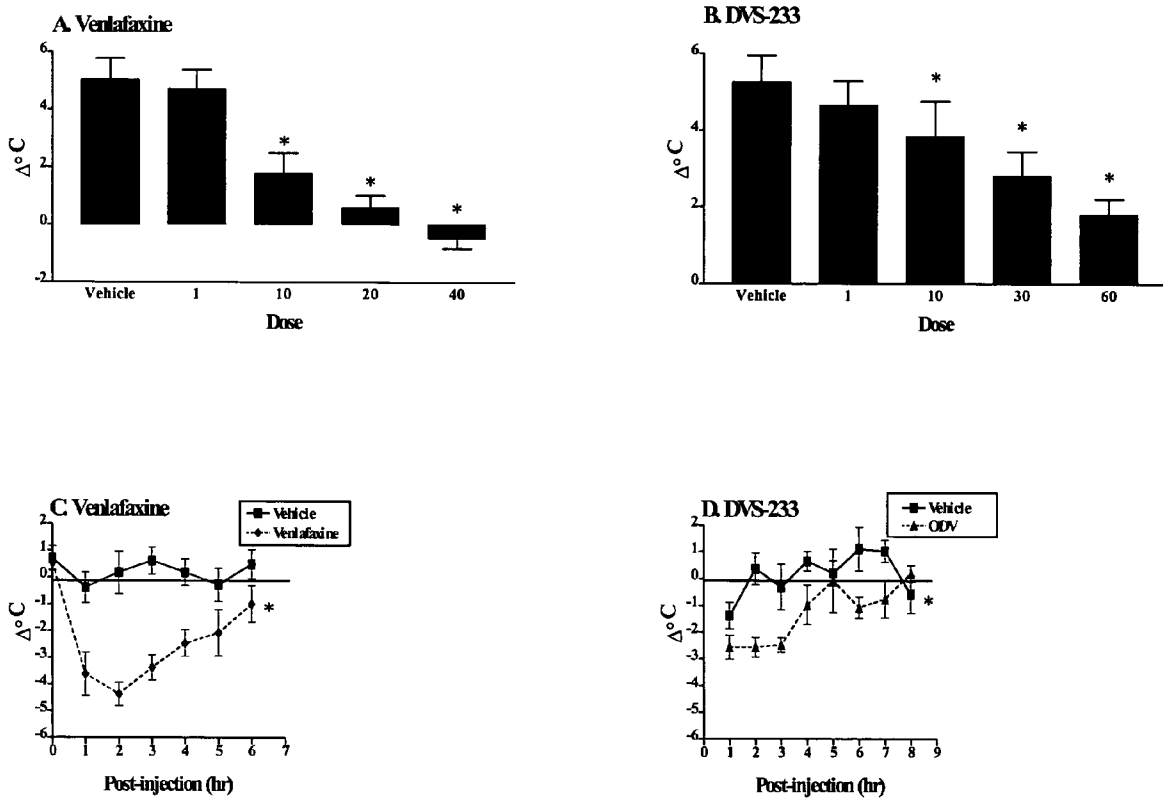 A. Venlafaxine
Δ° C
6
4
2
0
-2
Vehicle 1 10 20 40
* * *
Dose
B. DVS-233
Δ° C
6
4
2
0
Vehicle 1 10 30 60
* * *
Dose
C. Venlafaxine
Vehicle
Venlafaxine
Δ° C
2
1
0
-1
-2
-3
-4
-5
-6
*
0 1 2 3 4 5 6 7
Post-injection (hr)
D. DVS-233
Vehicle
ODV
Δ° C
2
1
0
-1
-2
-3
-4
-5
-6
*
0 1 2 3 4 5 6 7 8 9
Post-injection (hr)